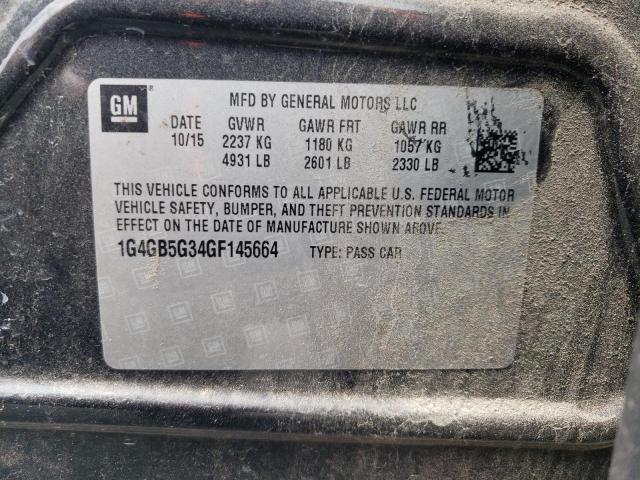 GM ®
MFD BY GENERAL MOTORS LLC
DATE GVWR GAWR FRT GAWR RR
10/15 2237 KG 1180 KG 1057 KG
4931 LB 2601 LB 2330 LB
THIS VEHICLE CONFORMS TO ALL APPLICABLE U.S. FEDERAL MOTOR
VEHICLE SAFETY, BUMPER, AND THEFT PREVENTION STANDARDS IN
EFFECT ON THE DATE OF MANUFACTURE SHOWN ABOVE.
1G4GB5G34GF145664 TYPE: PASS CAR